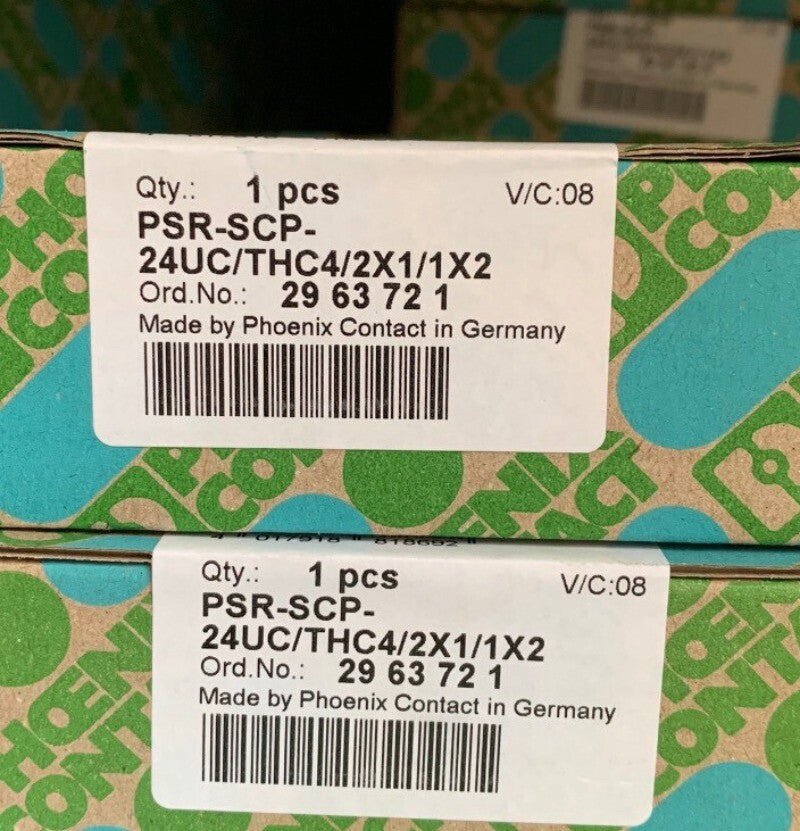 Qty.: 1 pcs V/C:08
PSR-SCP-
24UC/THC4/2X1/1X2
Ord.No.: 29 63 72 1
Made by Phoenix Contact in Germany
PHŒNIX
CONTACT
Qty.: 1 pcs V/C:08
PSR-SCP-
24UC/THC4/2X1/1X2
Ord.No.: 29 63 72 1
Made by Phoenix Contact in Germany